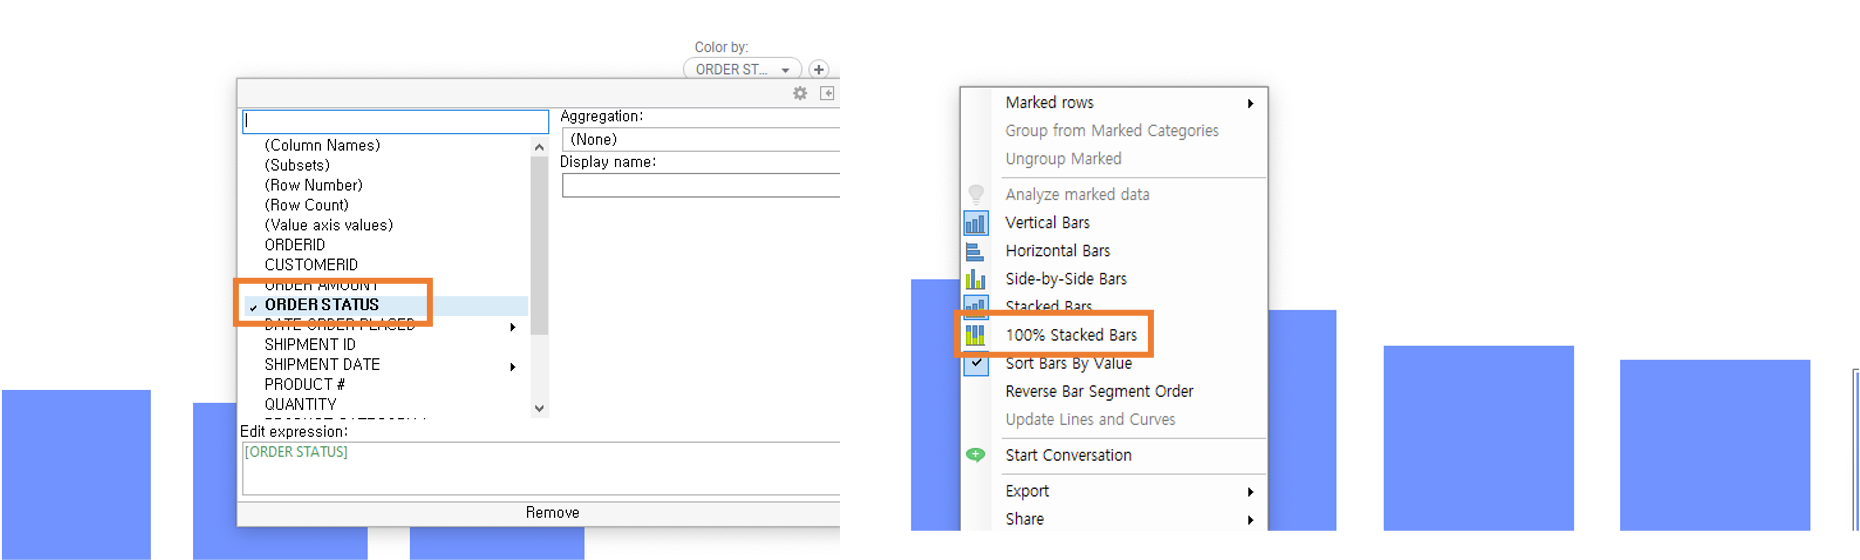 Color by:
ORDER ST...
Aggregation:
(None)
Display name:
(Column Names)
(Subsets)
(Row Number)
(Row Count)
(Value axis values)
ORDERID
CUSTOMERID
ORDER AMOUNT
ORDER STATUS
DATE ORDER PLACED
SHIPMENT ID
SHIPMENT DATE
PRODUCT #
QUANTITY
Edit expression:
[ORDER STATUS]
Remove
Marked rows
Group from Marked Categories
Ungroup Marked
Analyze marked data
Vertical Bars
Horizontal Bars
Side-by-Side Bars
Stacked Bars
100% Stacked Bars
Sort Bars By Value
Reverse Bar Segment Order
Update Lines and Curves
Start Conversation
Export
Share